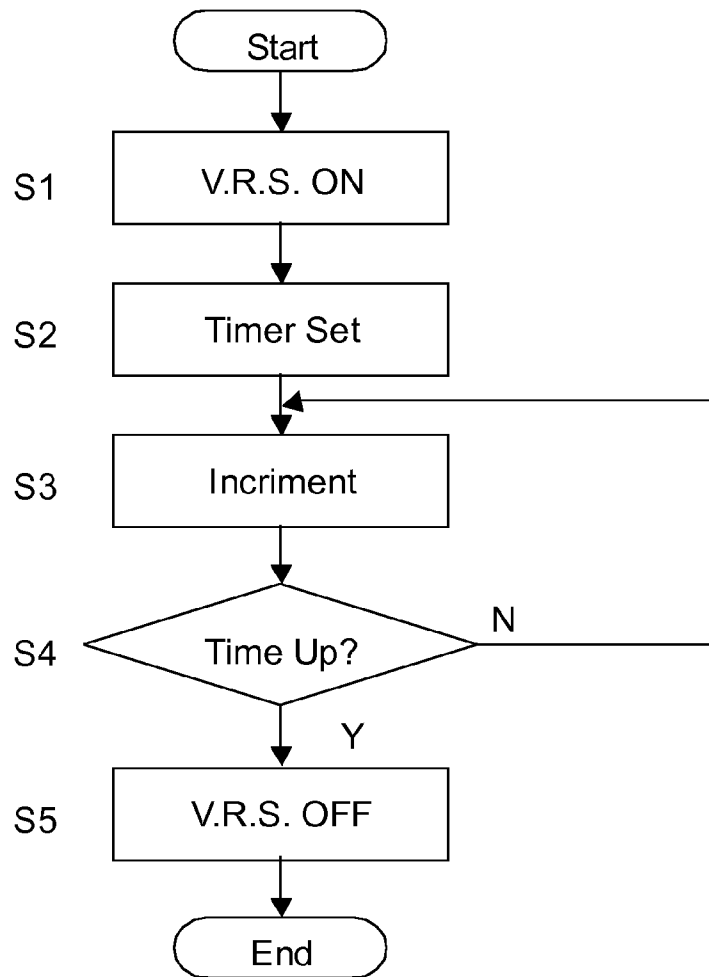 Start
S1
V.R.S. ON
S2
Timer Set
S3
Incriment
S4
Time Up?
N
Y
S5
V.R.S. OFF
End